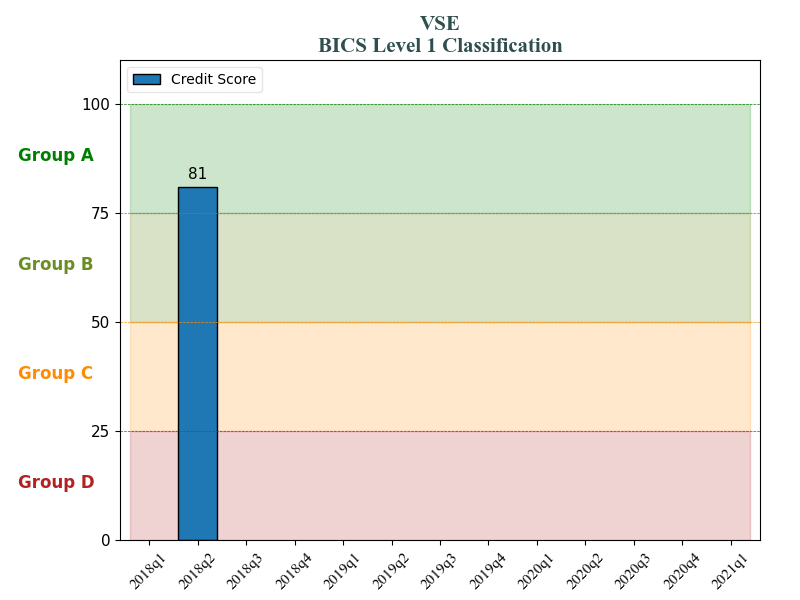 VSE
BICS Level 1 Classification
Credit Score
100
Group A
81
75
Group B
50
Group C
25
Group D
0
2018q1 2018q2 2018q3 2018q4 2019q1 2019q2 2019q3 2019q4 2020q1 2020q2 2020q3 2020q4 2021q1